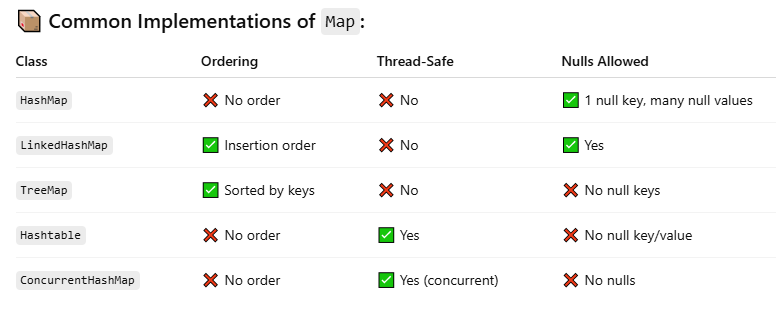 📦 Common Implementations of Map:
Class Ordering Thread-Safe Nulls Allowed
HashMap ❌ No order ❌ No ✅ 1 null key, many null values
LinkedHashMap ✅ Insertion order ❌ No ✅ Yes
TreeMap ✅ Sorted by keys ❌ No ❌ No null keys
Hashtable ❌ No order ✅ Yes ❌ No null key/value
ConcurrentHashMap ❌ No order ✅ Yes (concurrent) ❌ No nulls